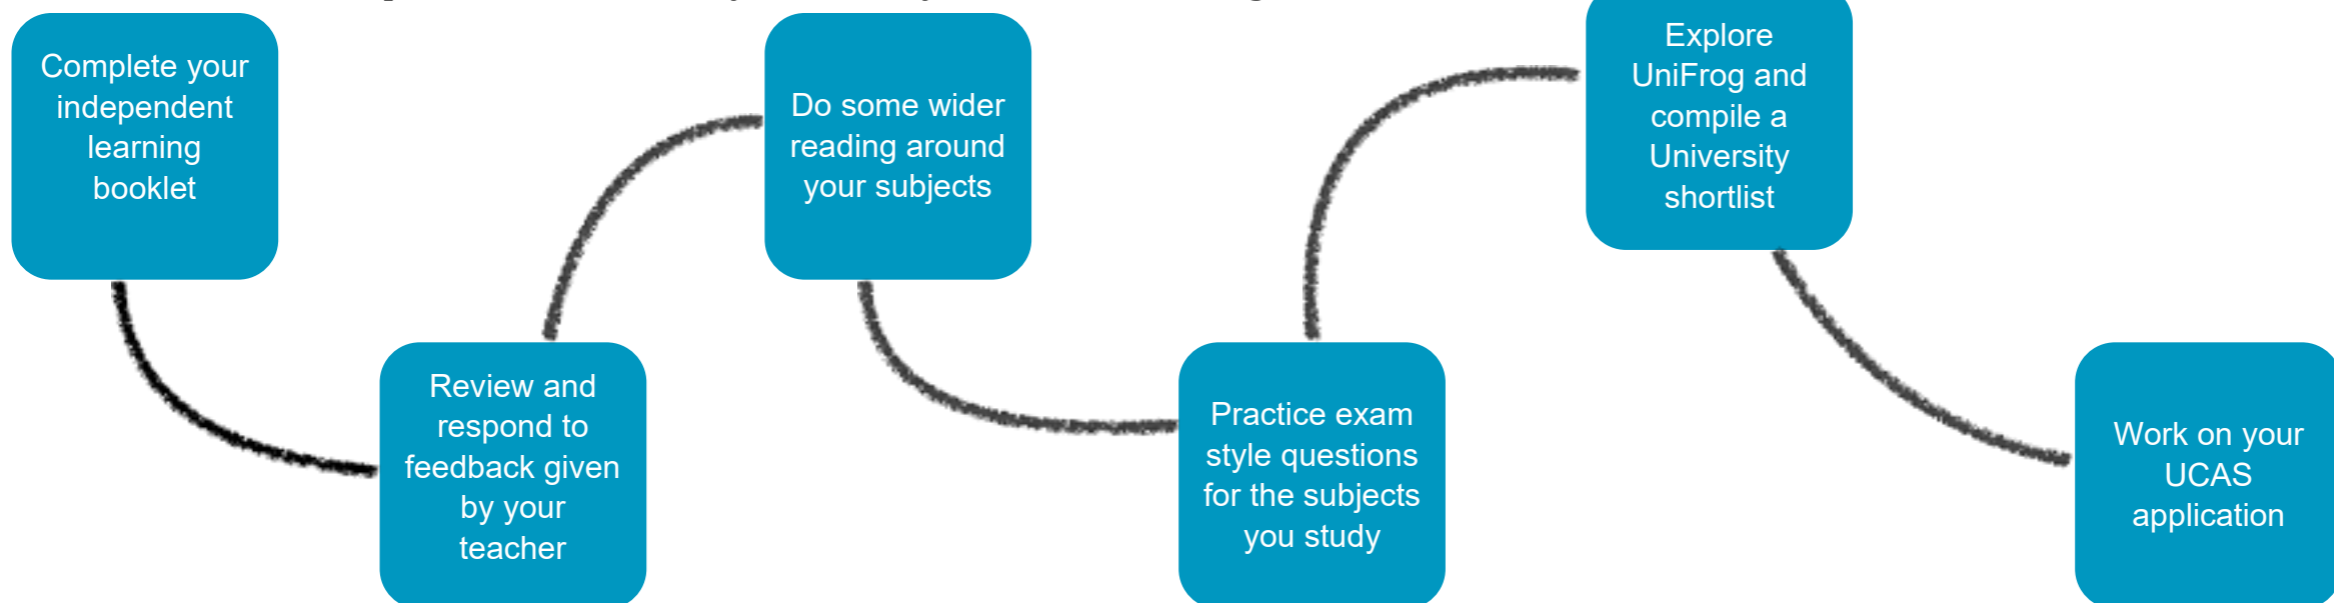 Complete your
independent
learning
booklet
Review and
respond to
feedback given
by your
teacher
Do some wider
reading around
your subjects
Practice exam
style questions
for the subjects
you study
Explore
UniFrog and
compile a
University
shortlist
Work on your
UCAS
application